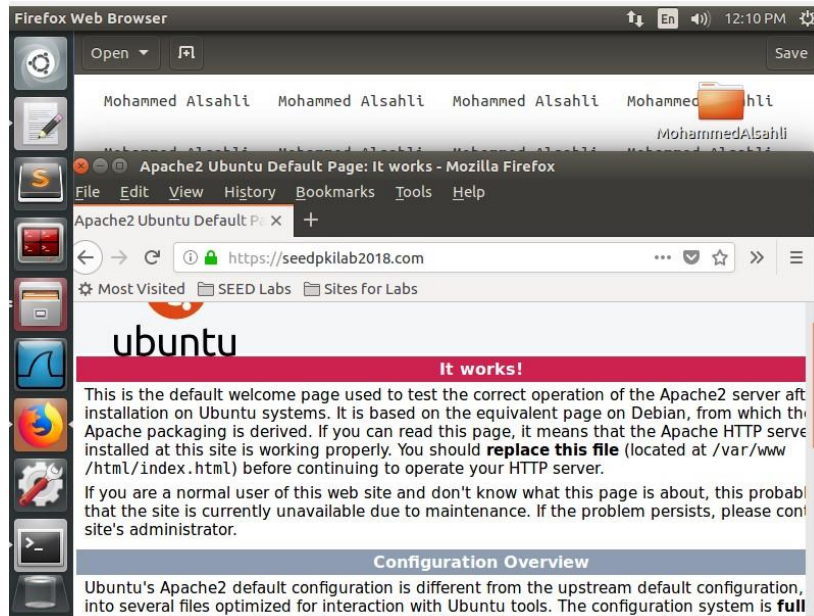 Firefox Web Browser
En
12:10 PM
Open
Save
Mohammed Alsahli Mohammed Alsahli Mohammed Alsahli
MohammedAlsahli
Apache2 Ubuntu Default Page: It works - Mozilla Firefox
File Edit View History Bookmarks Tools Help
Apache2 Ubuntu Default
https://seedpkilab2018.com
Most Visited SEED Labs Sites for Labs
ubuntu
It works!
This is the default welcome page used to test the correct operation of the Apache2 server
installation on Ubuntu systems. It is based on the equivalent page on Debian, from which
Apache packaging is derived. If you can read this page, it means that the Apache HTTP
installed at this site is working properly. You should replace this file (located at /var/www
/html/index.html) before continuing to operate your HTTP server.
If you are a normal user of this web site and don't know what this page is about, this
that the site is currently unavailable due to maintenance. If the problem persists, please
site's administrator.
Configuration Overview
Ubuntu's Apache2 default configuration is different from the upstream default configuration,
into several files optimized for interaction with Ubuntu tools. The configuration system is full